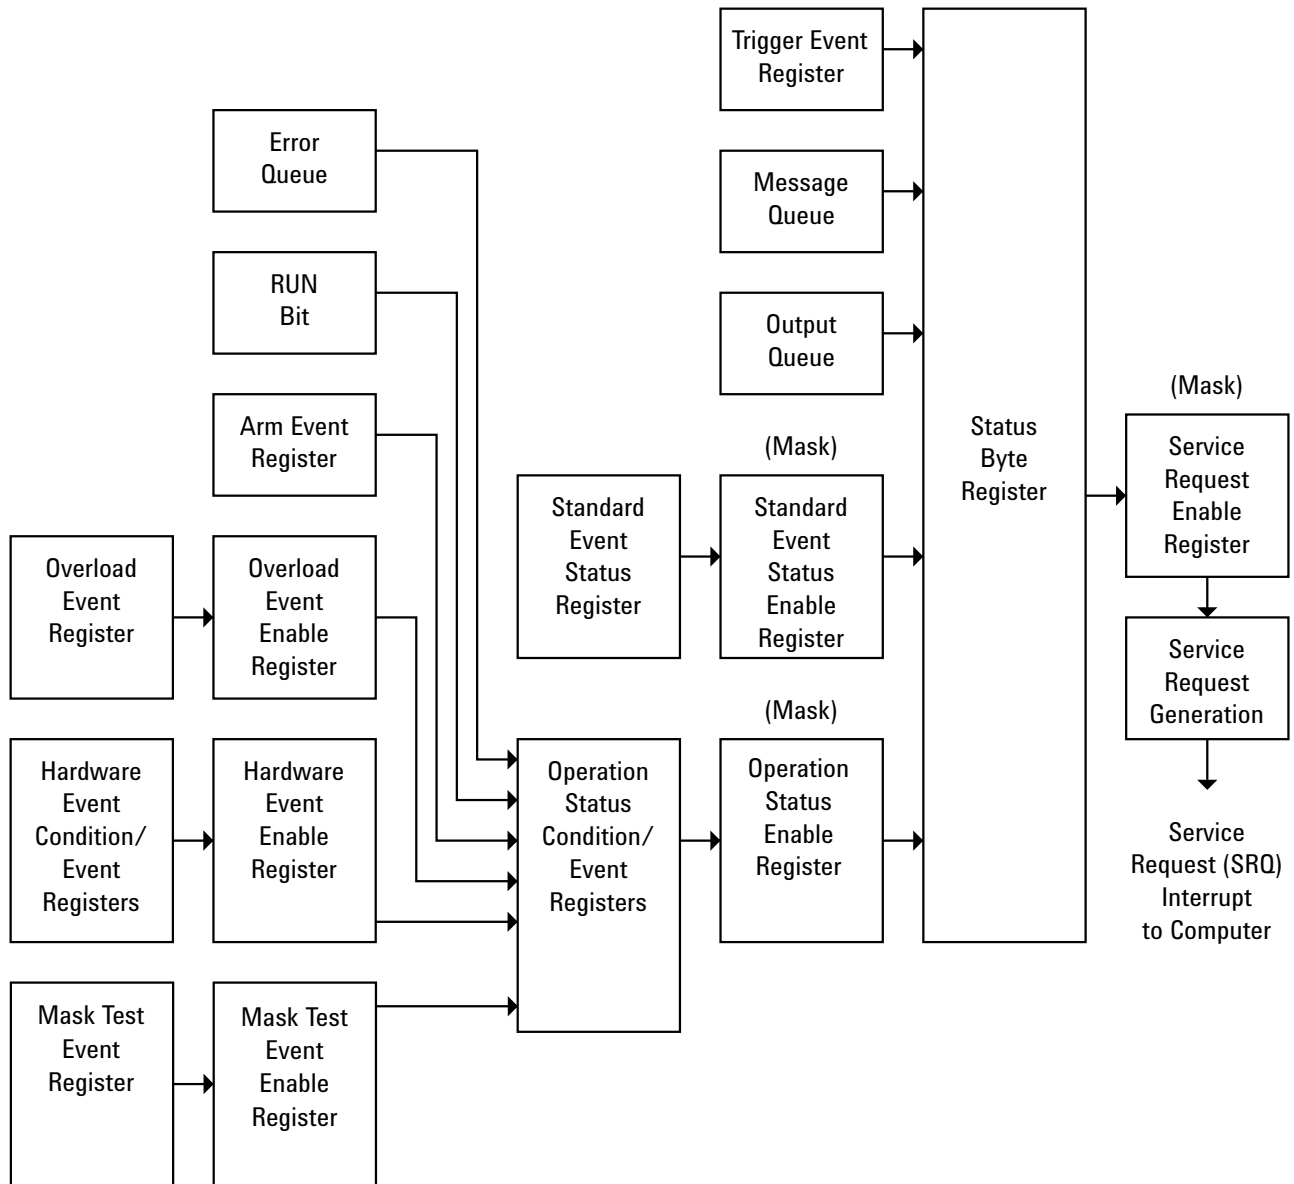 Trigger Event
Register
Error
Queue
Message
Queue
RUN
Bit
Output
Queue
Arm Event
Register
(Mask)
Status
Byte
Register
(Mask)
Service
Request
Enable
Register
Standard
Event
Status
Register
Standard
Event
Status
Enable
Register
Overload
Event
Register
Overload
Event
Enable
Register
Service
Request
Generation
(Mask)
Hardware
Event
Condition/
Event
Registers
Hardware
Event
Enable
Register
Operation
Status
Condition/
Event
Registers
Operation
Status
Enable
Register
Service
Request (SRQ)
Interrupt
to Computer
Mask Test
Event
Register
Mask Test
Event
Enable
Register